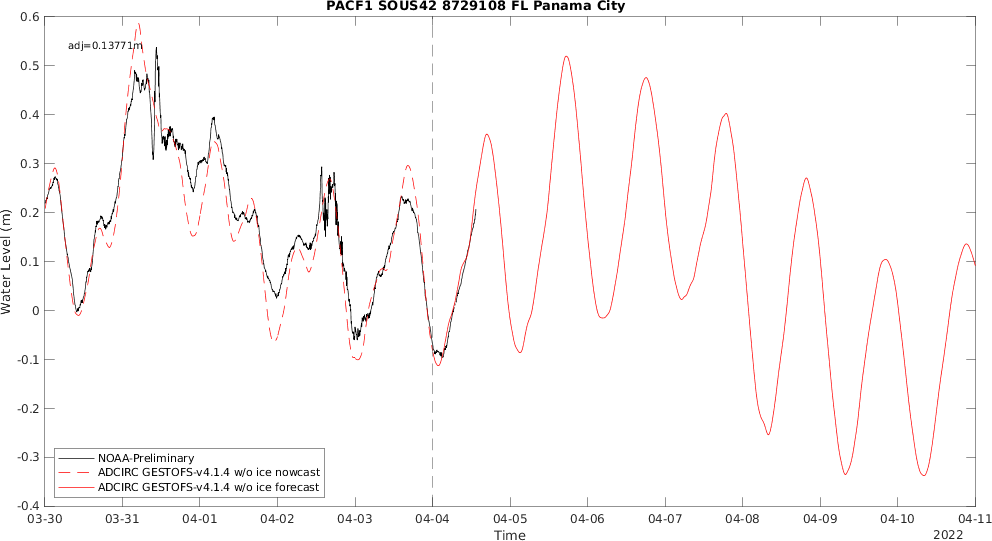 PACF1 SOUS42 8729108 FL Panama City
adj=0.13771m
Water Level (m)
0.6
0.5
0.4
0.3
0.2
0.1
0
-0.1
-0.2
-0.3
-0.4
NOAA-Preliminary
ADCIRC GESTOFS-v4.1.4 w/o ice nowcast
ADCIRC GESTOFS-v4.1.4 w/o ice forecast
03-30 03-31 04-01 04-02 04-03 04-04 04-05 04-06 04-07 04-08 04-09 04-10 04-11
Time
2022